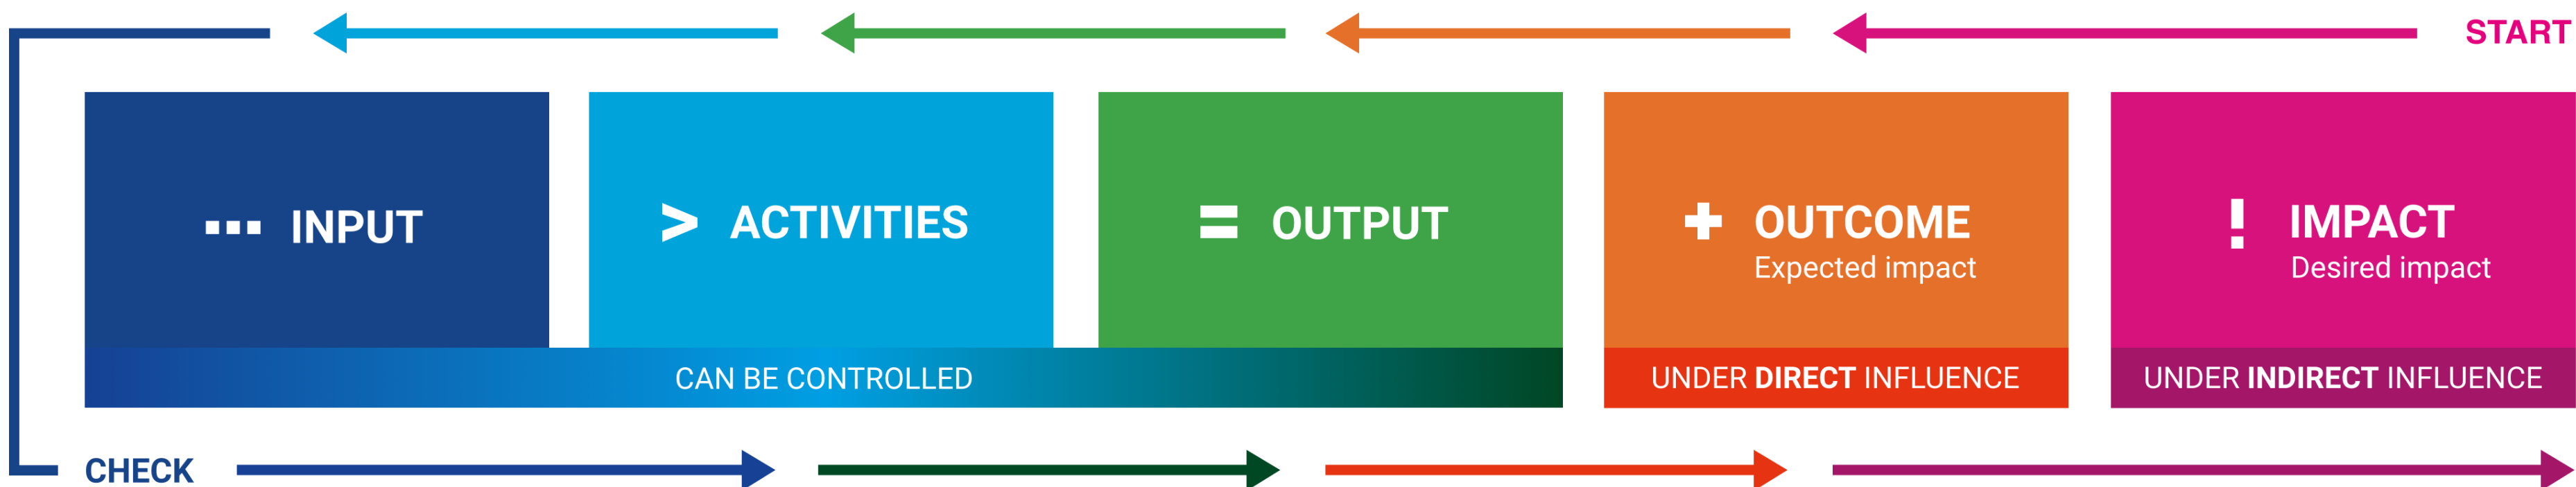 START
... INPUT
> ACTIVITIES
= OUTPUT
+ OUTCOME
Expected impact
! IMPACT
Desired impact
CAN BE CONTROLLED
UNDER DIRECT INFLUENCE
UNDER INDIRECT INFLUENCE
CHECK